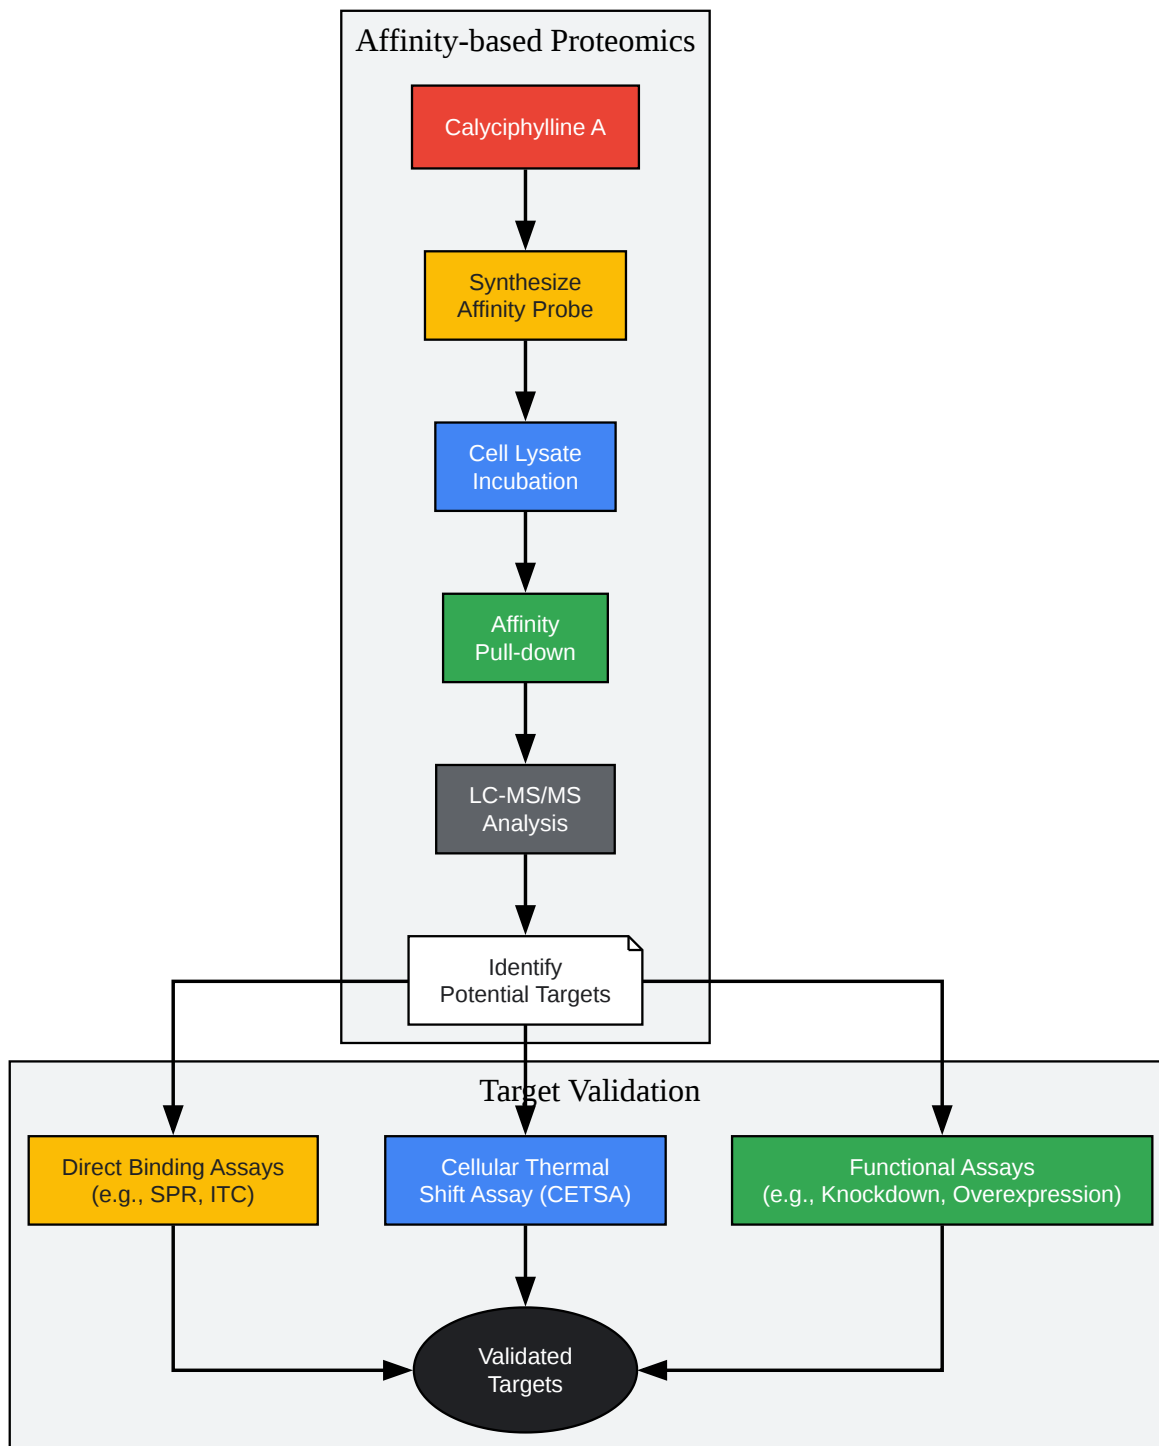 Affinity-based Proteomics
Calyciphylline A
Synthesize
Affinity Probe
Cell Lysate
Incubation
Affinity
Pull-down
LC-MS/MS
Analysis
Identify
Potential Targets
Target Validation
Direct Binding Assays
(e.g., SPR, ITC)
Cellular Thermal
Shift Assay (CETSA)
Functional Assays
(e.g., Knockdown, Overexpression)
Validated
Targets